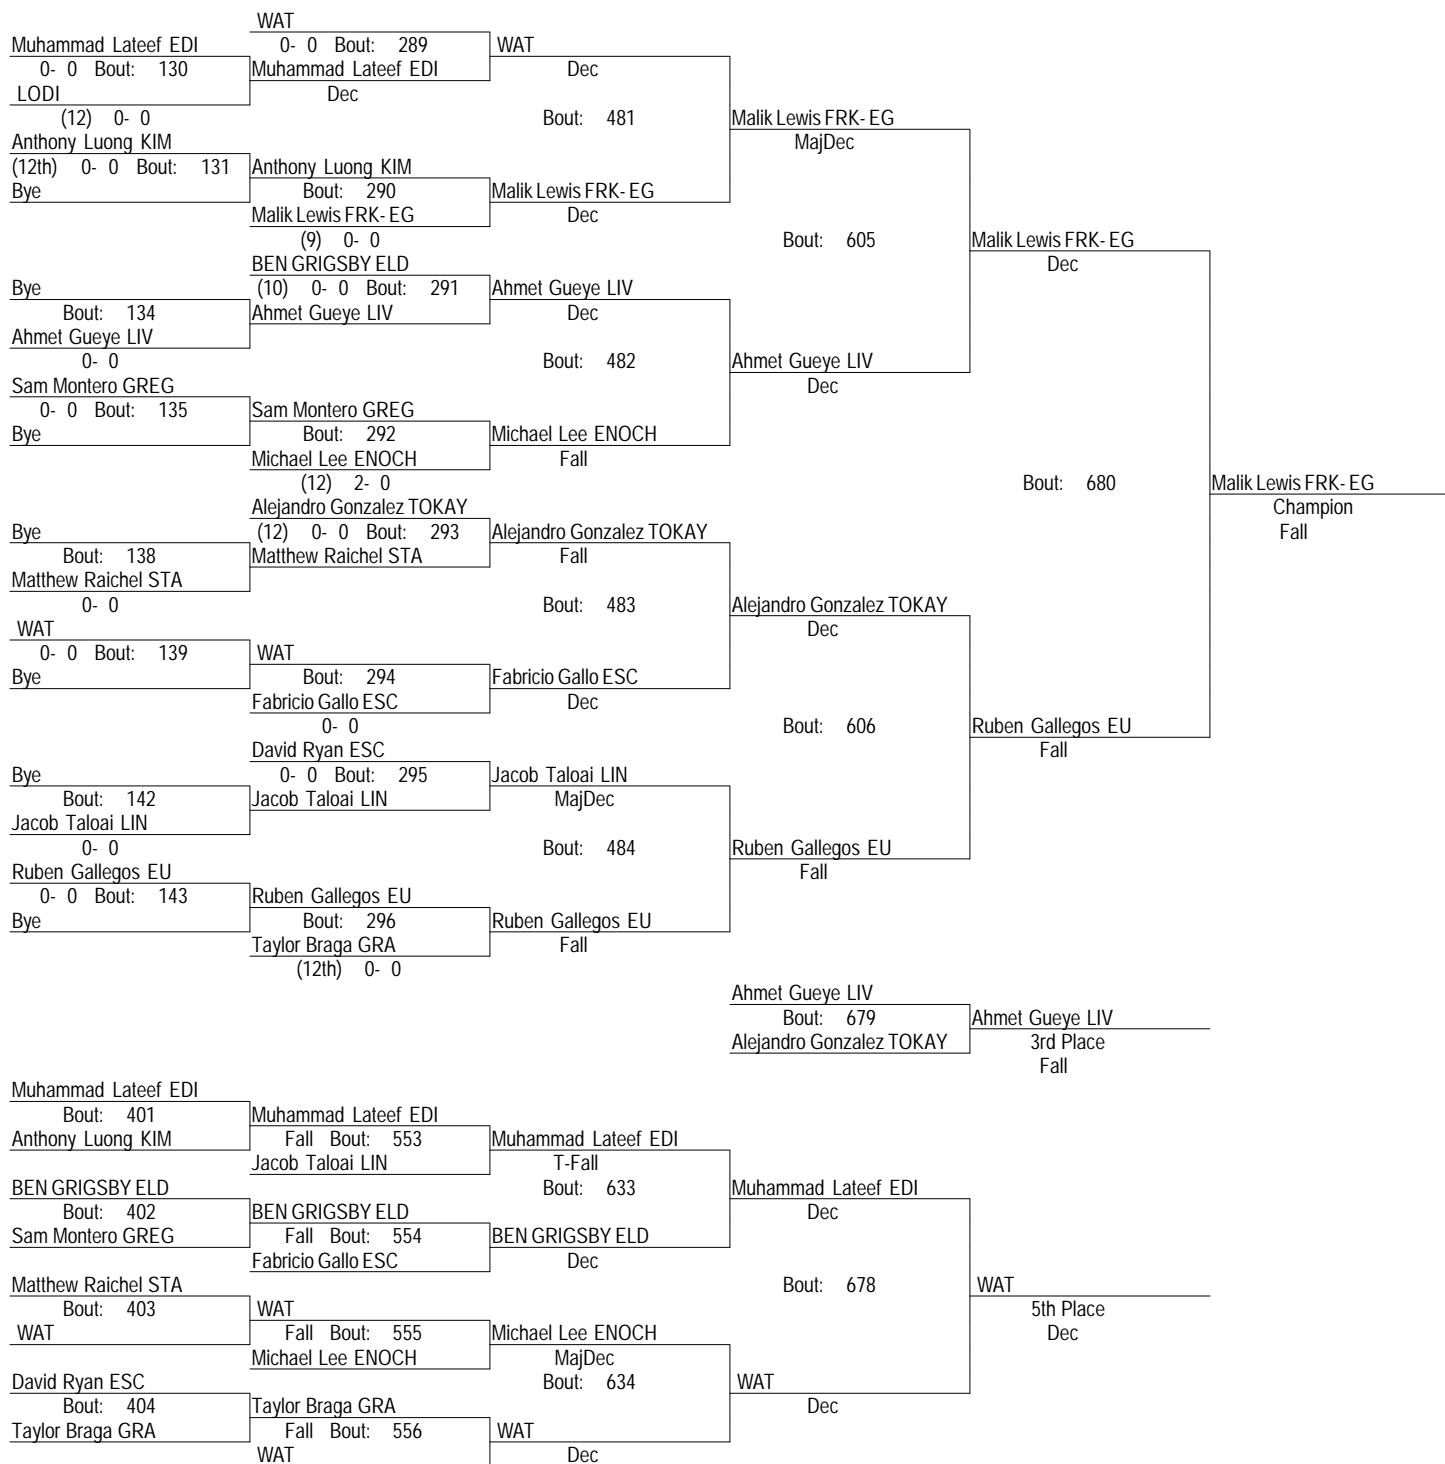 WAT
Muhammad Lateef EDI
0- 0 Bout: 289
WAT
0- 0 Bout: 130
Muhammad Lateef EDI
Dec
LODI
Dec
(12) 0- 0
Bout: 481
Malik Lewis FRK- EG
Anthony Luong KIM
MajDec
(12th) 0- 0 Bout: 131
Anthony Luong KIM
Bye
Bout: 290
Malik Lewis FRK- EG
Malik Lewis FRK- EG
Dec
(9) 0- 0
Bout: 605
Malik Lewis FRK- EG
BEN GRIGSBY ELD
Dec
Bye
(10) 0- 0 Bout: 291
Ahmet Gueye LIV
Bout: 134
Ahmet Gueye LIV
Dec
Ahmet Gueye LIV
0- 0
Bout: 482
Ahmet Gueye LIV
Sam Montero GREG
Dec
0- 0 Bout: 135
Sam Montero GREG
Bye
Bout: 292
Michael Lee ENOCH
Michael Lee ENOCH
Fall
(12) 2- 0
Bout: 680
Malik Lewis FRK- EG
Alejandro Gonzalez TOKAY
Champion
Bye
(12) 0- 0 Bout: 293
Alejandro Gonzalez TOKAY
Fall
Bout: 138
Matthew Raichel STA
Fall
Matthew Raichel STA
0- 0
Bout: 483
Alejandro Gonzalez TOKAY
WAT
Dec
0- 0 Bout: 139
WAT
Bye
Bout: 294
Fabricio Gallo ESC
Fabricio Gallo ESC
Dec
0- 0
Bout: 606
Ruben Gallegos EU
David Ryan ESC
Fall
Bye
0- 0 Bout: 295
Jacob Taloai LIN
Bout: 142
Jacob Taloai LIN
MajDec
Jacob Taloai LIN
0- 0
Bout: 484
Ruben Gallegos EU
Ruben Gallegos EU
Fall
0- 0 Bout: 143
Ruben Gallegos EU
Bye
Bout: 296
Ruben Gallegos EU
Taylor Braga GRA
Fall
(12th) 0- 0
Ahmet Gueye LIV
Bout: 679
Ahmet Gueye LIV
Alejandro Gonzalez TOKAY
3rd Place
Fall
Muhammad Lateef EDI
Bout: 401
Muhammad Lateef EDI
Anthony Luong KIM
Fall Bout: 553
Muhammad Lateef EDI
Jacob Taloai LIN
T-Fall
BEN GRIGSBY ELD
Bout: 633
Muhammad Lateef EDI
Bout: 402
BEN GRIGSBY ELD
Dec
Sam Montero GREG
Fall Bout: 554
BEN GRIGSBY ELD
Fabricio Gallo ESC
Dec
Matthew Raichel STA
Bout: 678
WAT
Bout: 403
WAT
5th Place
WAT
Fall Bout: 555
Michael Lee ENOCH
Dec
Michael Lee ENOCH
MajDec
David Ryan ESC
Bout: 634
WAT
Bout: 404
Taylor Braga GRA
Dec
Taylor Braga GRA
Fall Bout: 556
WAT
WAT
Dec